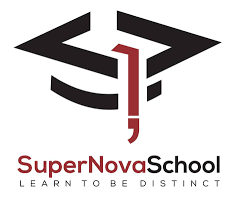 SuperNovaSchool
LEARN TO BE DISTINCT